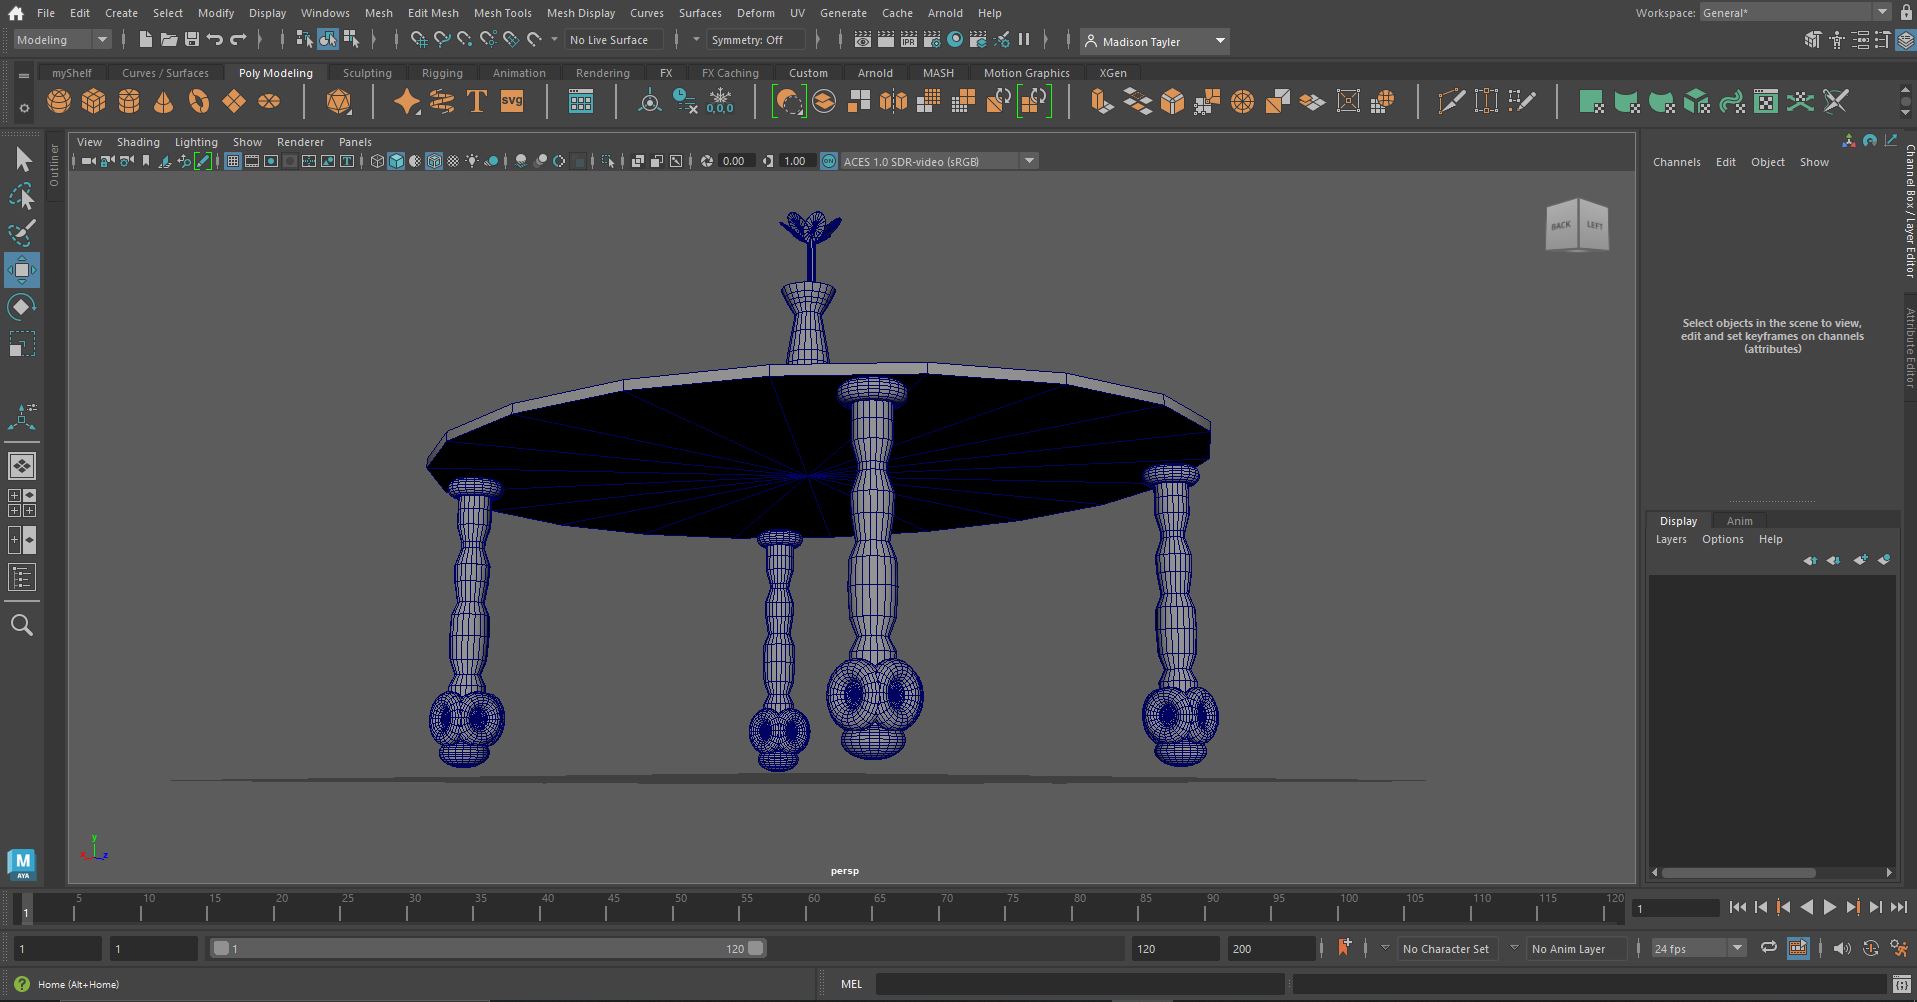 File Edit Create Select Modify Display Windows Mesh Edit Mesh Mesh Tools Mesh Display Curves Surfaces Deform UV Generate Cache Arnold Help Workspace: General*
Modeling No Live Surface Symmetry: Off IPR Madison Tayler
myShelf Curves / Surfaces Poly Modeling Sculpting Rigging Animation Rendering FX FX Caching Custom Arnold MASH Motion Graphics XGen
T SVG 0,0,0
View Shading Lighting Show Renderer Panels
0.00 1.00 ON ACES 1.0 SDR-video (sRGB)
Outliner
Channels Edit Object Show
Channel Box / Layer Editor
Attribute Editor
BACK LEFT
Select objects in the scene to view,
edit and set keyframes on channels
(attributes)
Display Anim
Layers Options Help
y
x z
persp
M
AYA
5 10 15 20 25 30 35 40 45 50 55 60 65 70 75 80 85 90 95 100 105 110 115 120
1 1
1 1 1 120 120 200 No Character Set No Anim Layer 24 fps
? Home (Alt+Home) MEL